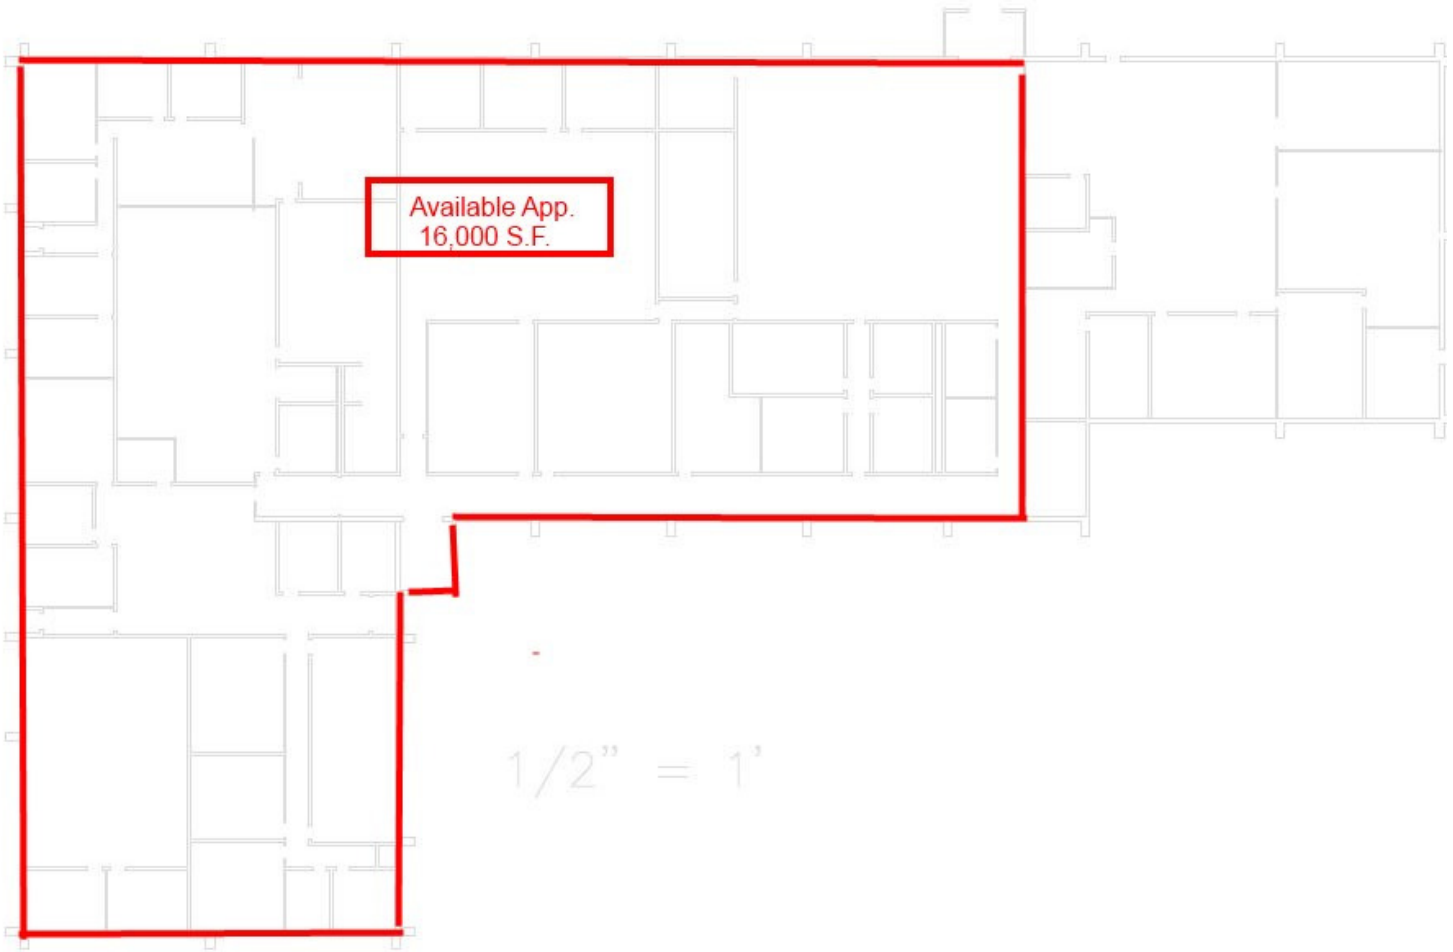 Available App.
16,000 S.F.
1/2" = 1'